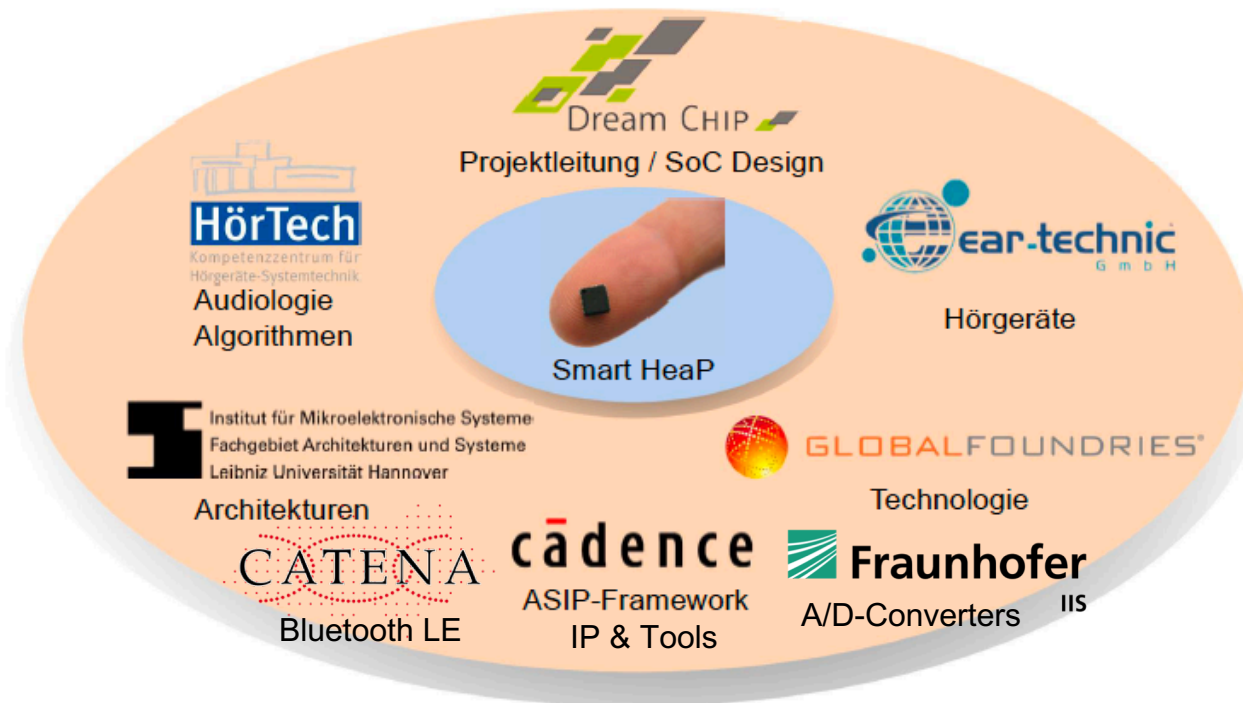 Dream CHIP
Projektleitung / SoC Design
HörTech
Kompetenzzentrum für
Hörgeräte-Systemtechnik
Audiologie
Algorithmen
ear-technic
GmbH
Hörgeräte
Smart HeaP
Institut für Mikroelektronische Systeme
Fachgebiet Architekturen und Systeme
Leibniz Universität Hannover
Architekturen
GLOBALFOUNDRIES®
Technologie
CATENA
Bluetooth LE
cādence
ASIP-Framework
IP & Tools
Fraunhofer
IIS
A/D-Converters